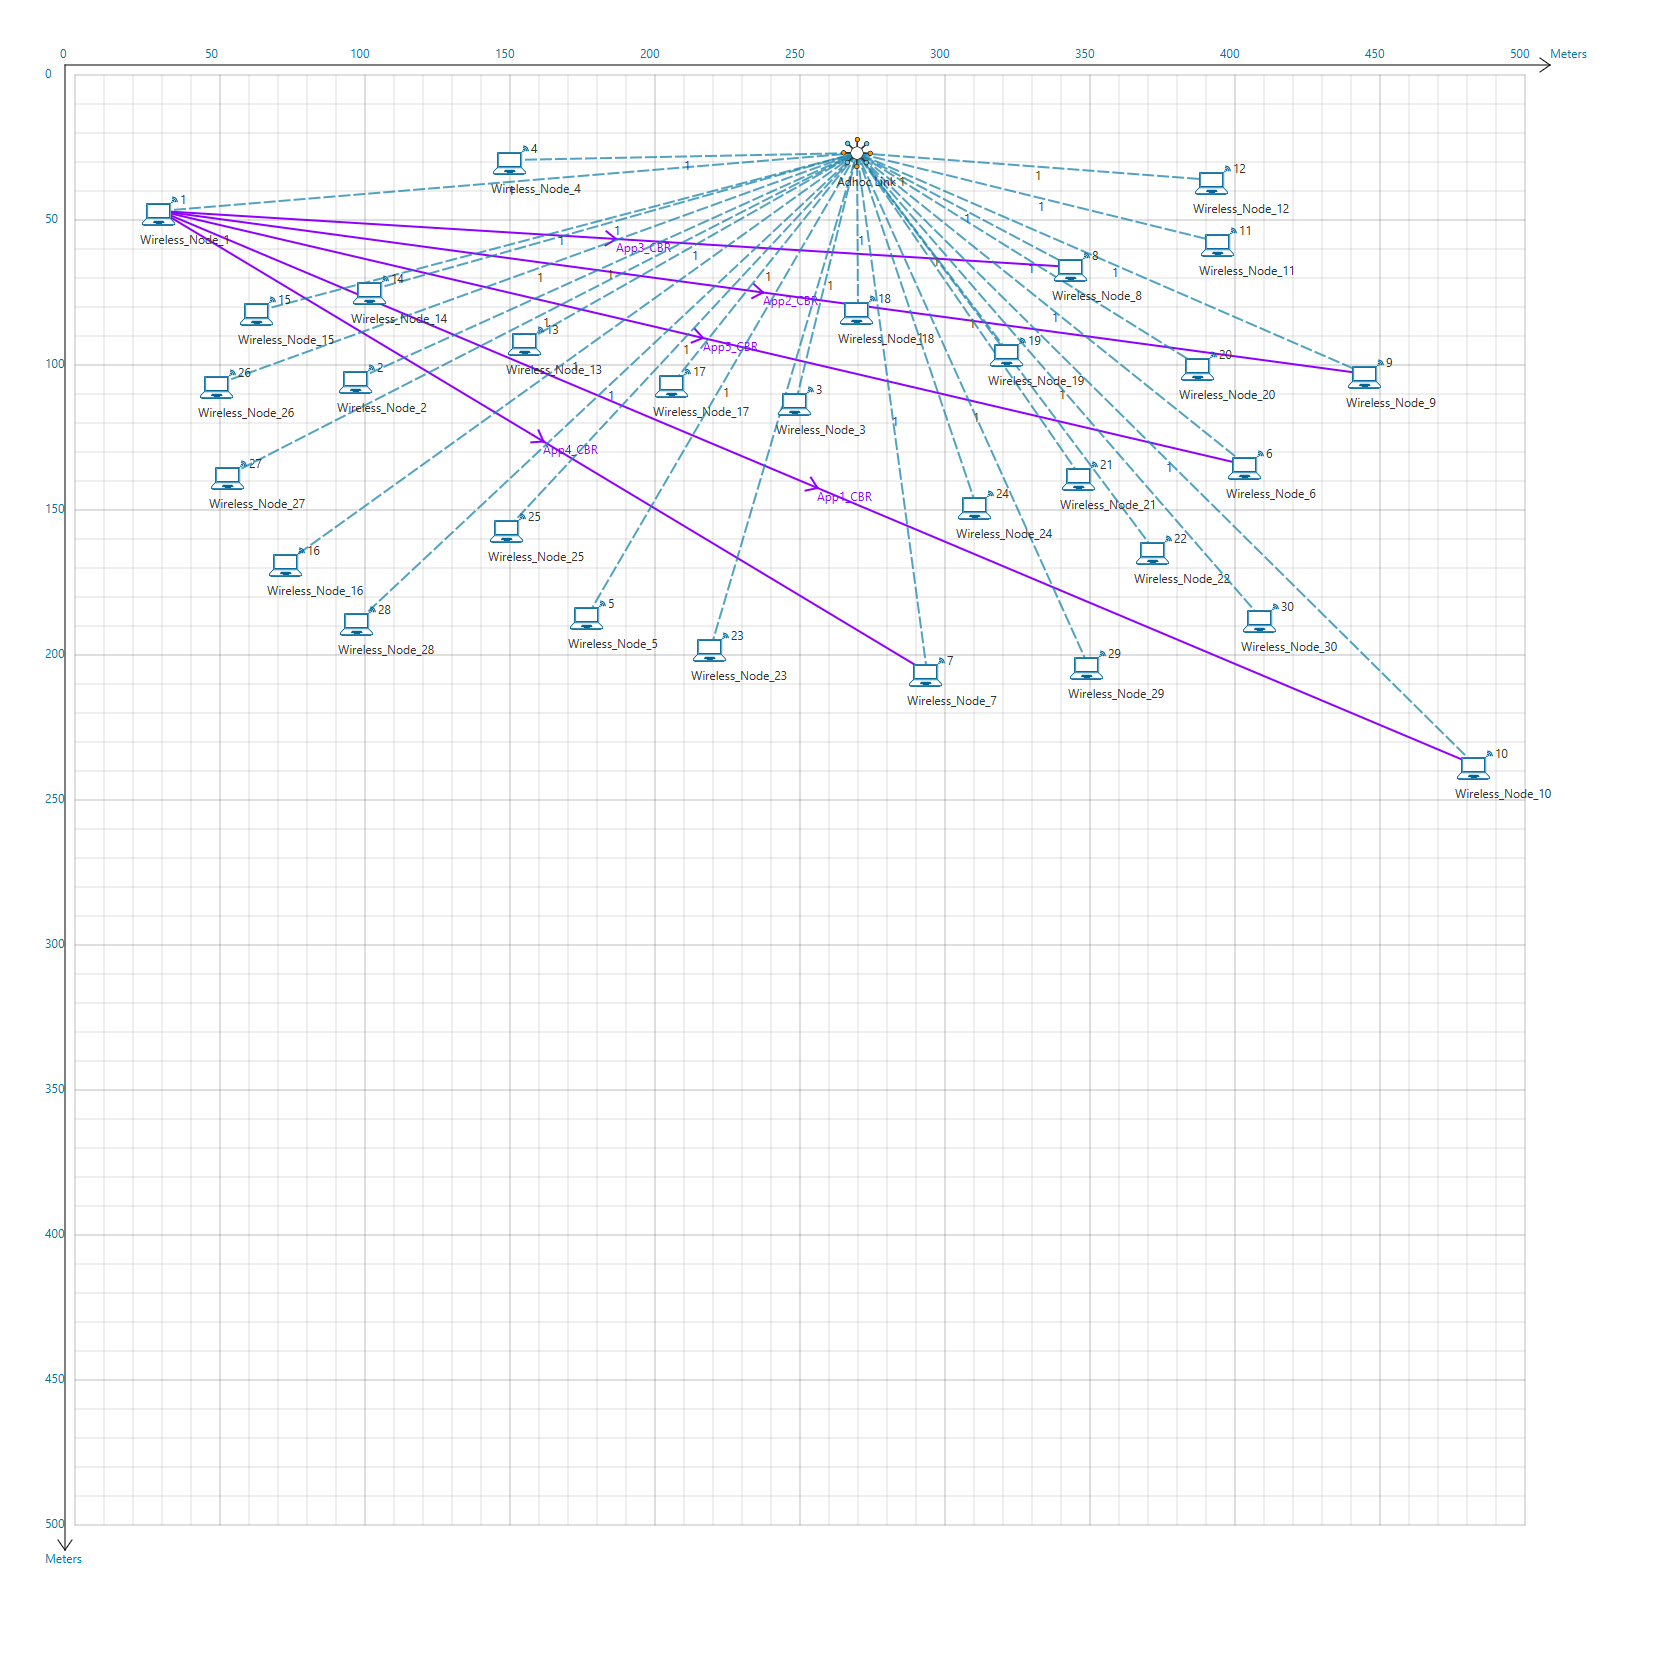 0 50 100 150 200 250 300 350 400 450 500 Meters
0
4
Wireless_Node_4
Adhoc Link 1
1
12
Wireless_Node_12
1
1
Wireless_Node_1
50
1
1
1
1
1
1
11
Wireless_Node_11
App3_CBR
1
8
Wireless_Node_8
1
1
1
1
1
1
1
14
Wireless_Node_14
15
Wireless_Node_15
App2_CBR
18
Wireless_Node_18
1
1
1
13
Wireless_Node_13
App5_CBR
1
19
Wireless_Node_19
20
Wireless_Node_20
9
Wireless_Node_9
100
26
Wireless_Node_26
2
Wireless_Node_2
17
Wireless_Node_17
1
1
3
Wireless_Node_3
1
1
1
App4_CBR
6
Wireless_Node_6
27
Wireless_Node_27
21
Wireless_Node_21
1
App1_CBR
150
24
Wireless_Node_24
25
Wireless_Node_25
22
Wireless_Node_22
16
Wireless_Node_16
28
Wireless_Node_28
5
Wireless_Node_5
30
Wireless_Node_30
23
Wireless_Node_23
200
7
Wireless_Node_7
29
Wireless_Node_29
10
Wireless_Node_10
250
300
350
400
450
500
Meters